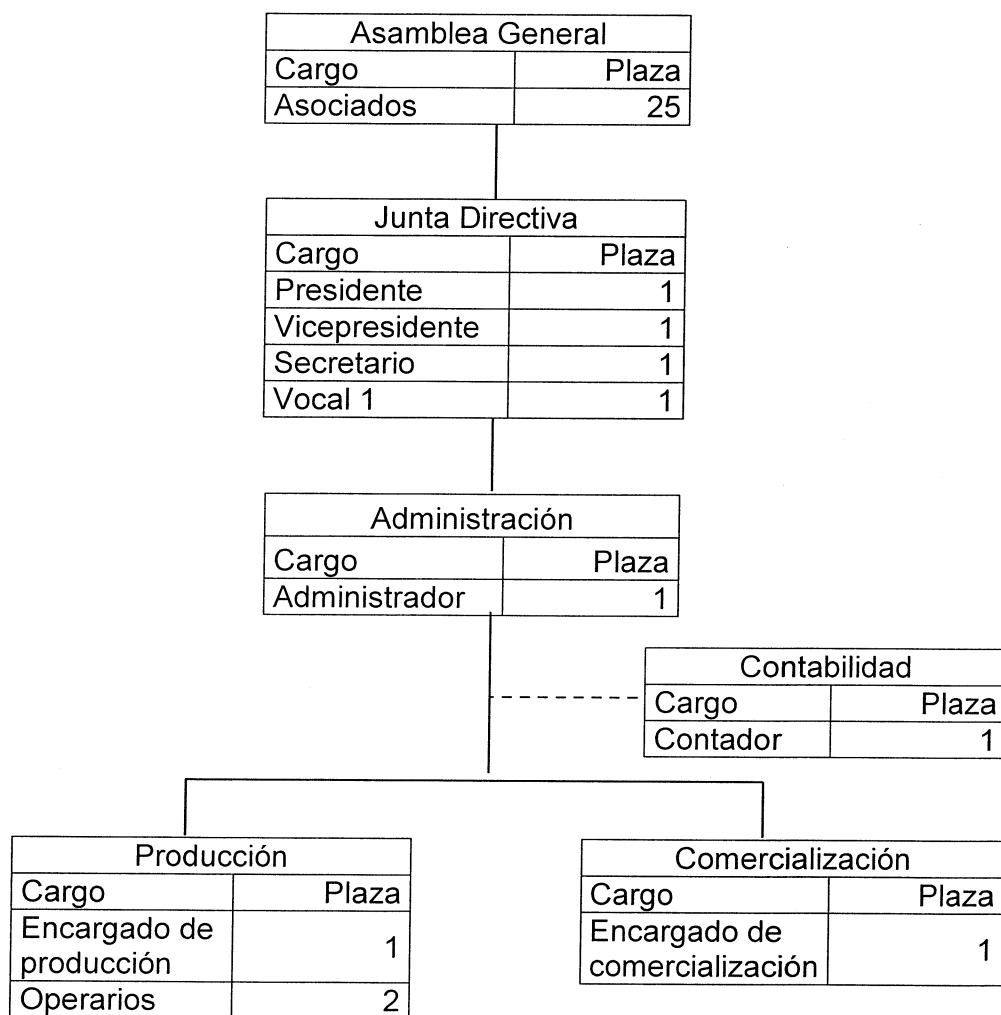 Asamblea General
Cargo Plaza
Asociados 25
Junta Directiva
Cargo Plaza
Presidente 1
Vicepresidente 1
Secretario 1
Vocal 1 1
Administración
Cargo Plaza
Administrador 1
Contabilidad
Cargo Plaza
Contador 1
Producción
Cargo Plaza
Encargado de
producción 1
Operarios 2
Comercialización
Cargo Plaza
Encargado de
comercialización 1